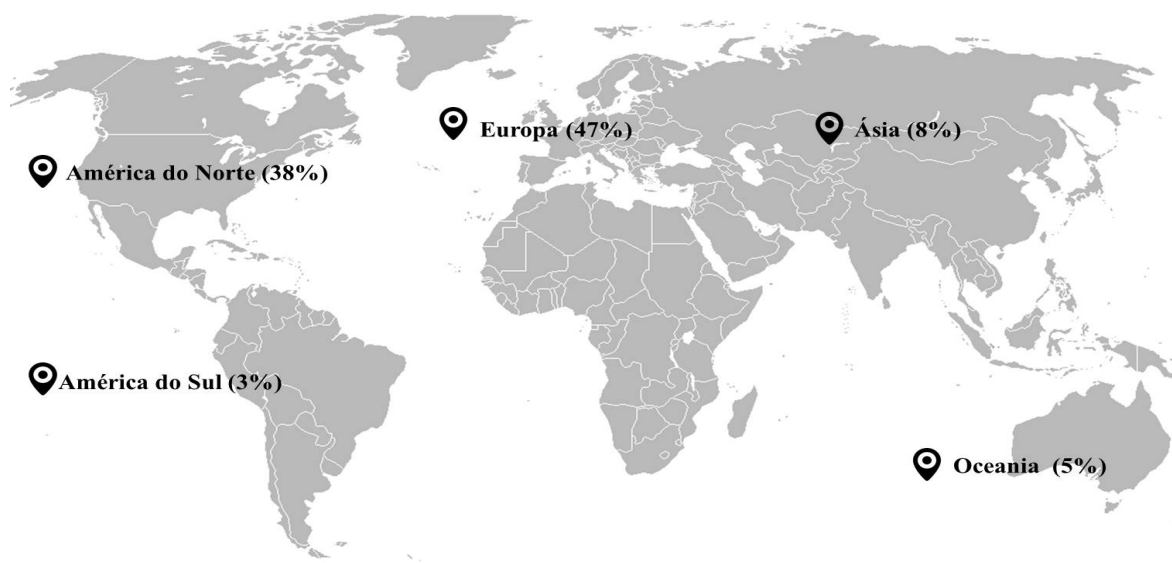 Europa (47%)
Ásia (8%)
América do Norte (38%)
América do Sul (3%)
Oceania (5%)